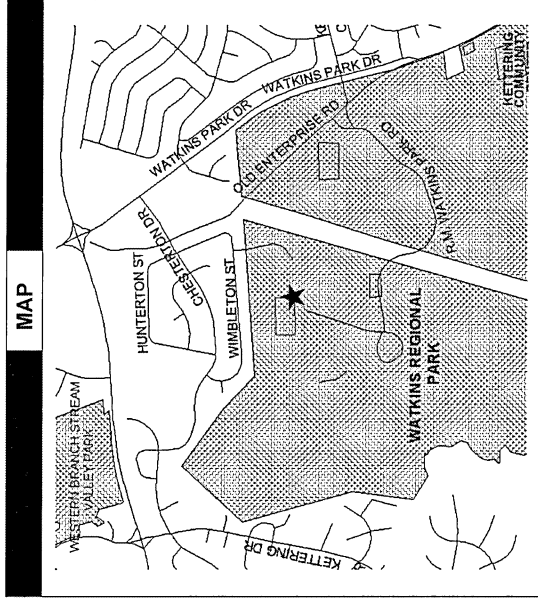 MAP
WESTERN BRANCH STREAM
VALLEY PARK
HUNTERTON ST
CHESTERTON DR
WIMBLETON ST
WATKINS PARK DR
WATKINS PARK DR
OLD ENTERPRISE RD
R.M WATKINS PARK RD
KETTERING
COMMUNITY
WATKINS REGIONAL
PARK
KETTERING DR